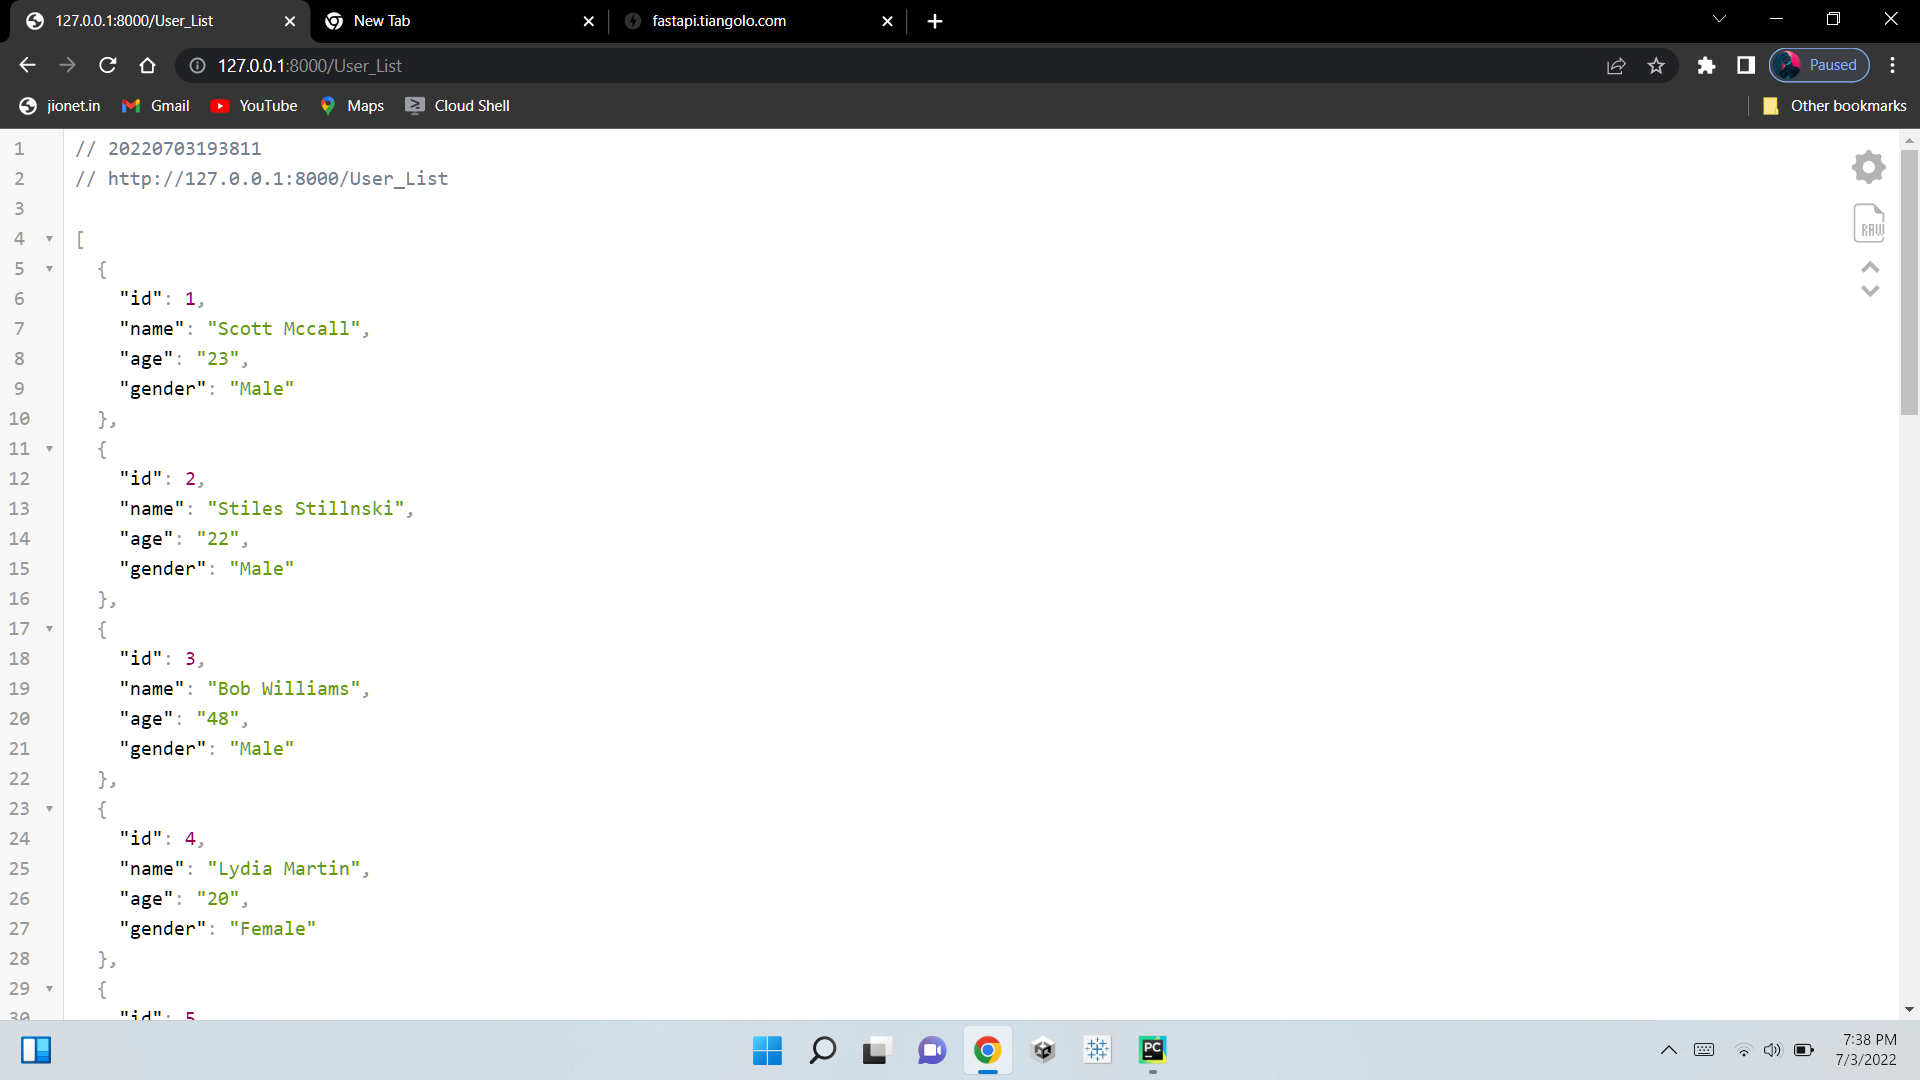 127.0.0.1:8000/User_List
New Tab
fastapi.tiangolo.com
127.0.0.1:8000/User_List
Paused
jionet.in
Gmail
YouTube
Maps
Cloud Shell
Other bookmarks
1 // 20220703193811
2 // http://127.0.0.1:8000/User_List
3
4 [
5 {
6 "id": 1,
7 "name": "Scott Mccall",
8 "age": "23",
9 "gender": "Male"
10 },
11 {
12 "id": 2,
13 "name": "Stiles Stillnski",
14 "age": "22",
15 "gender": "Male"
16 },
17 {
18 "id": 3,
19 "name": "Bob Williams",
20 "age": "48",
21 "gender": "Male"
22 },
23 {
24 "id": 4,
25 "name": "Lydia Martin",
26 "age": "20",
27 "gender": "Female"
28 },
29 {
30 "id": 5
RAW
PC
7:38 PM
7/3/2022